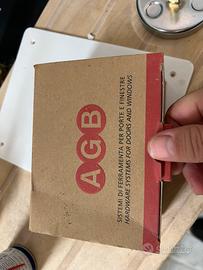 AGB
SISTEMI DI FERRAMENTA PER PORTE E FINESTRE
HARDWARE SYSTEMS FOR DOORS AND WINDOWS